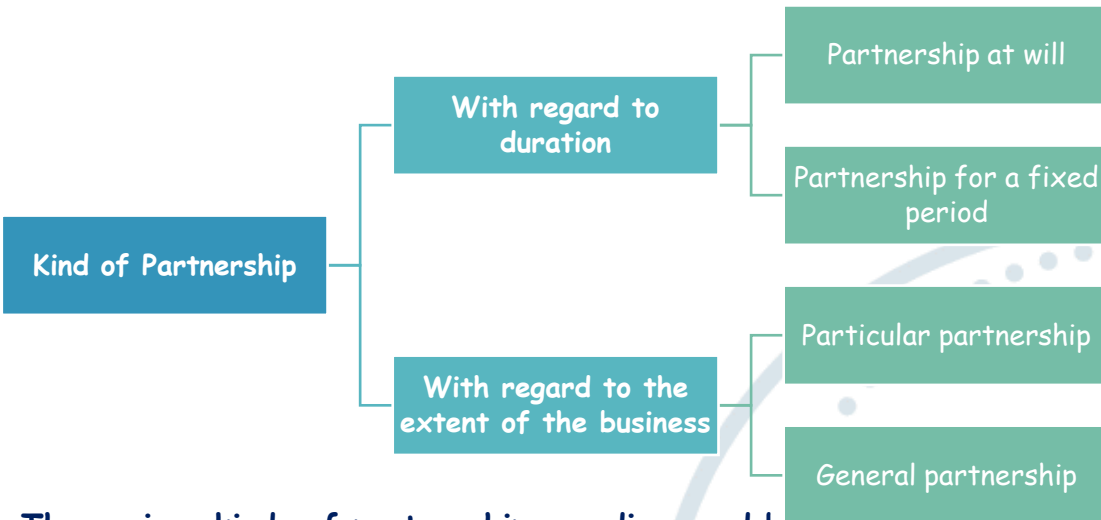 Kind of Partnership
With regard to
duration
Partnership at will
Partnership for a fixed
period
With regard to the
extent of the business
Particular partnership
General partnership